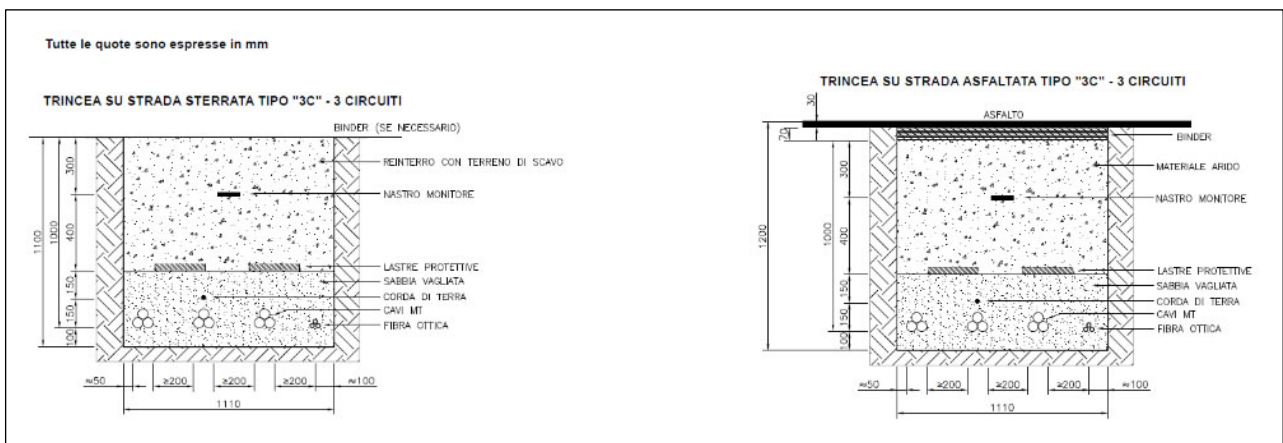 Tutte le quote sono espresse in mm
TRINCEA SU STRADA STERRATA TIPO "3C" - 3 CIRCUITI
BINDER (SE NECESSARIO)
REINTERRO CON TERRENO DI SCAVO
NASTRO MONITORE
LASTRE PROTETTIVE
SABBIA VAGLIATA
CORDA DI TERRA
CAVI MT
FIBRA OTTICA
1100
1000
300
400
150
150
100
≈50
≥200
≥200
≥200
≈100
1110
TRINCEA SU STRADA ASFALTATA TIPO "3C" - 3 CIRCUITI
30
ASFALTO
70
BINDER
MATERIALE ARIDO
NASTRO MONITORE
LASTRE PROTETTIVE
SABBIA VAGLIATA
CORDA DI TERRA
CAVI MT
FIBRA OTTICA
1200
1000
300
400
150
150
100
≈50
≥200
≥200
≥200
≈100
1110